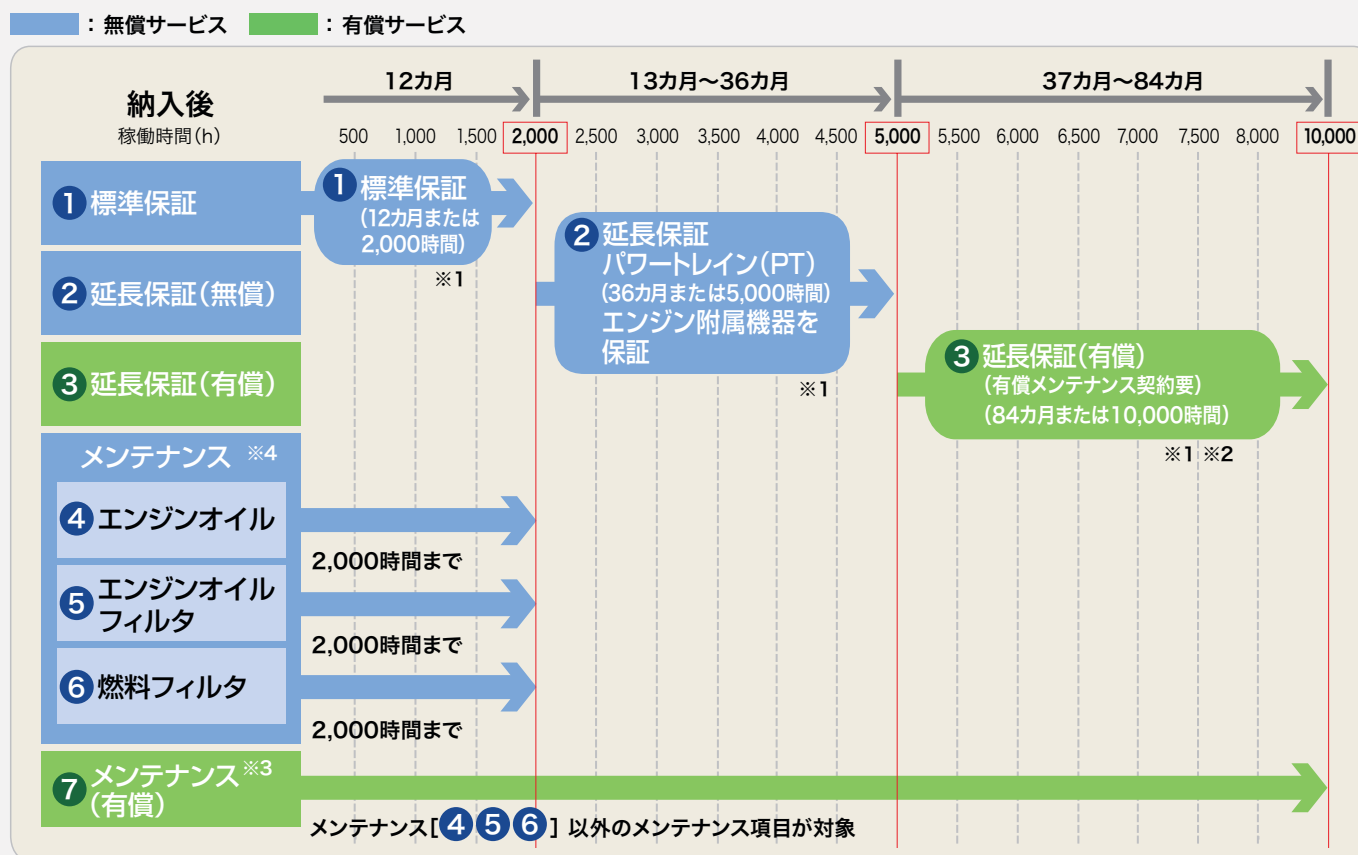 ：無償サービス ：有償サービス
納入後
稼働時間(h)
12カ月 13カ月～36カ月 37カ月～84カ月
500 1,000 1,500 2,000 2,500 3,000 3,500 4,000 4,500 5,000 5,500 6,000 6,500 7,000 7,500 8,000 10,000
1 標準保証
1 標準保証
(12カ月または
2,000時間)
※1
2 延長保証(無償)
2 延長保証
パワートレイン(PT)
(36カ月または5,000時間)
エンジン附属機器を
保証
※1
3 延長保証(有償)
3 延長保証(有償)
(有償メンテナンス契約要)
(84カ月または10,000時間)
※1 ※2
メンテナンス ※4
4 エンジンオイル
2,000時間まで
5 エンジンオイル
フィルタ
2,000時間まで
6 燃料フィルタ
2,000時間まで
7 メンテナンス※3
(有償)
メンテナンス[4 5 6] 以外のメンテナンス項目が対象